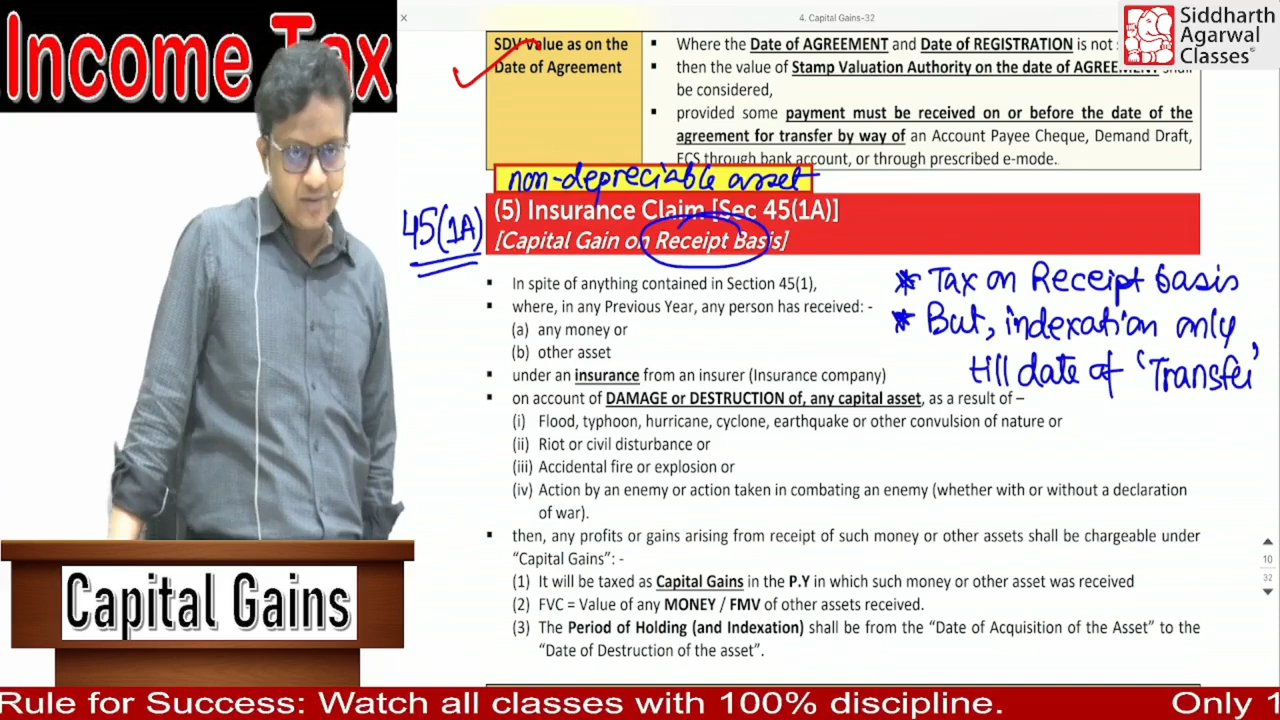 Income Tax
×
4. Capital Gains-32
Siddharth
Agarwal
Classes®
SDV Value as on the
Date of Agreement
▪ Where the Date of AGREEMENT and Date of REGISTRATION is not
▪ then the value of Stamp Valuation Authority on the date of AGREEMENT shall
be considered,
▪ provided some payment must be received on or before the date of the
agreement for transfer by way of an Account Payee Cheque, Demand Draft,
ECS through bank account, or through prescribed e-mode.
non-depreciable asset
45(1A)
(5) Insurance Claim [Sec 45(1A)]
[Capital Gain on Receipt Basis]
* Tax on Receipt basis
* But, indexation only
till date of 'Transfer'
▪ In spite of anything contained in Section 45(1),
▪ where, in any Previous Year, any person has received: -
(a) any money or
(b) other asset
▪ under an insurance from an insurer (Insurance company)
▪ on account of DAMAGE or DESTRUCTION of, any capital asset, as a result of –
(i) Flood, typhoon, hurricane, cyclone, earthquake or other convulsion of nature or
(ii) Riot or civil disturbance or
(iii) Accidental fire or explosion or
(iv) Action by an enemy or action taken in combating an enemy (whether with or without a declaration
of war).
▪ then, any profits or gains arising from receipt of such money or other assets shall be chargeable under
“Capital Gains”: -
(1) It will be taxed as Capital Gains in the P.Y in which such money or other asset was received
(2) FVC = Value of any MONEY / FMV of other assets received.
(3) The Period of Holding (and Indexation) shall be from the “Date of Acquisition of the Asset” to the
“Date of Destruction of the asset”.
10
32
Capital Gains
Rule for Success: Watch all classes with 100% discipline. Only 1